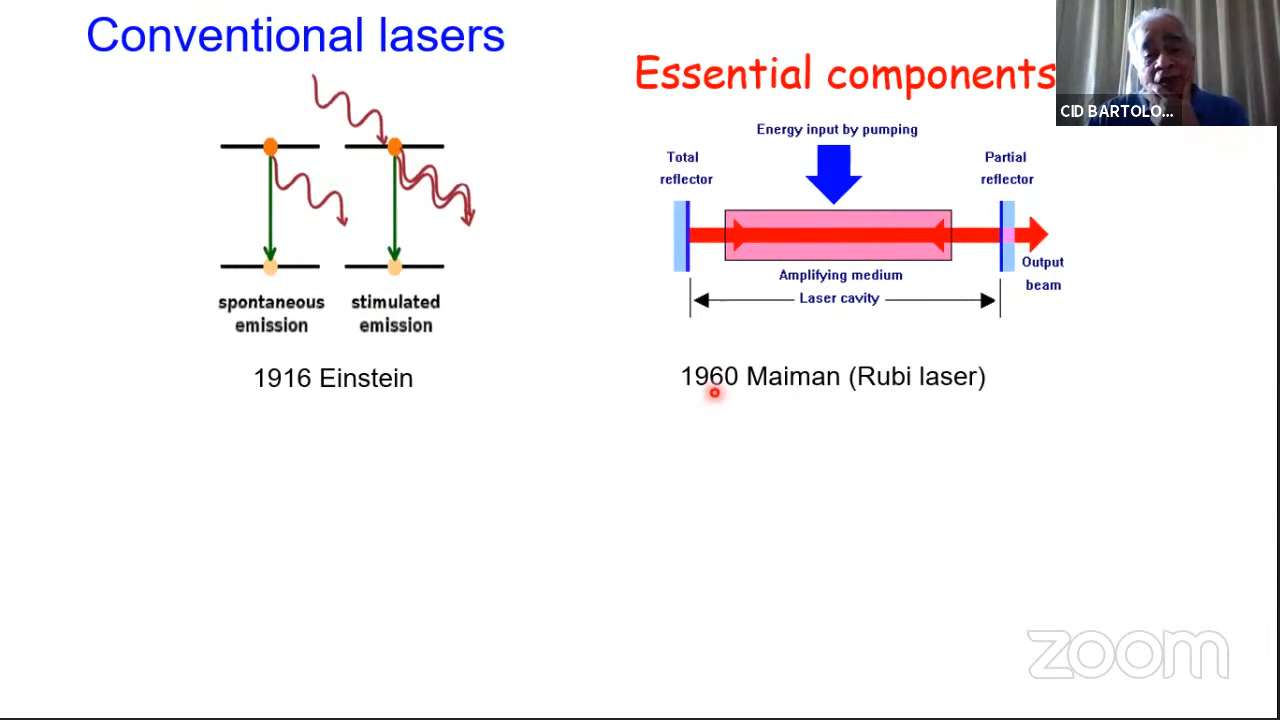 Conventional lasers
Essential components
CID BARTOLO...
Energy input by pumping
Total
reflector
Partial
reflector
Amplifying medium
Laser cavity
Output
beam
spontaneous
emission
stimulated
emission
1916 Einstein
1960 Maiman (Rubi laser)
zoom